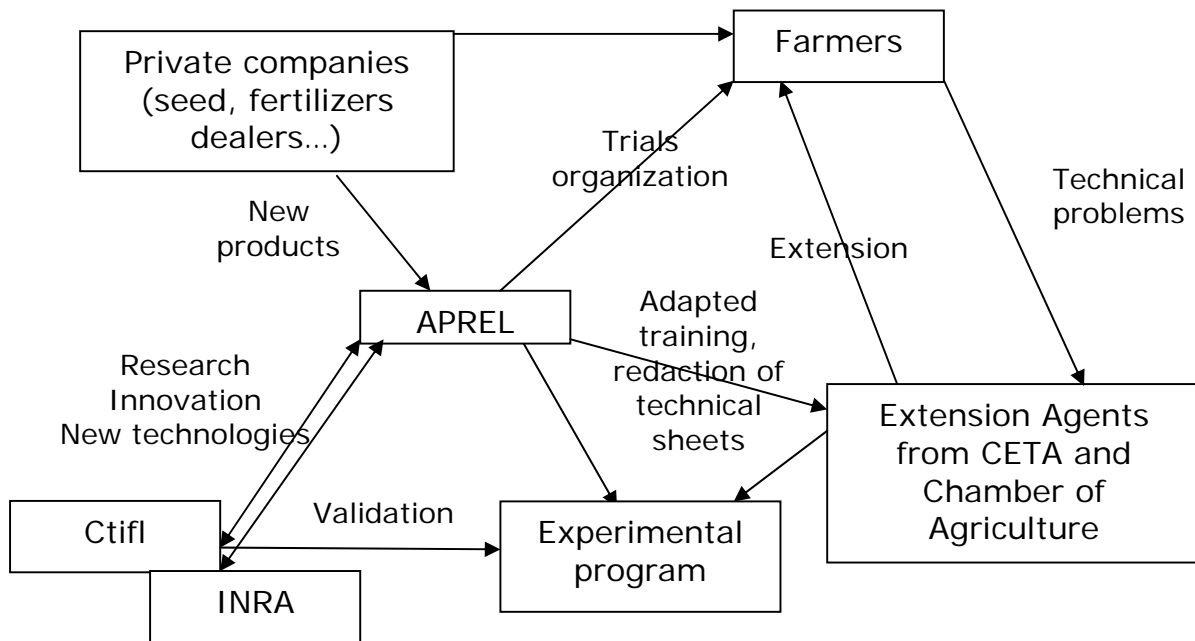 Private companies
(seed, fertilizers
dealers...)
Farmers
Trials
organization
Technical
problems
New
products
Extension
APREL
Adapted
training,
redaction of
technical
sheets
Research
Innovation
New technologies
Extension Agents
from CETA and
Chamber of
Agriculture
Ctifl
Validation
Experimental
program
INRA